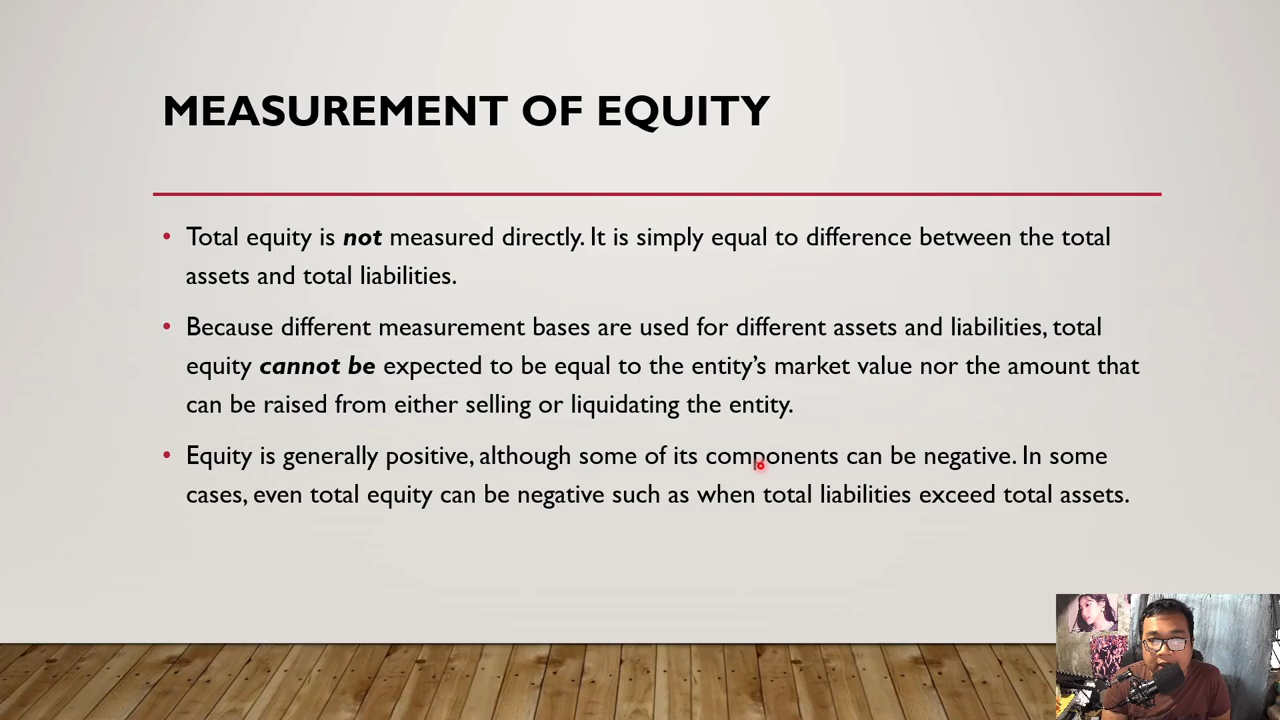 MEASUREMENT OF EQUITY
• Total equity is not measured directly. It is simply equal to difference between the total
assets and total liabilities.
• Because different measurement bases are used for different assets and liabilities, total
equity cannot be expected to be equal to the entity's market value nor the amount that
can be raised from either selling or liquidating the entity.
• Equity is generally positive, although some of its components can be negative. In some
cases, even total equity can be negative such as when total liabilities exceed total assets.